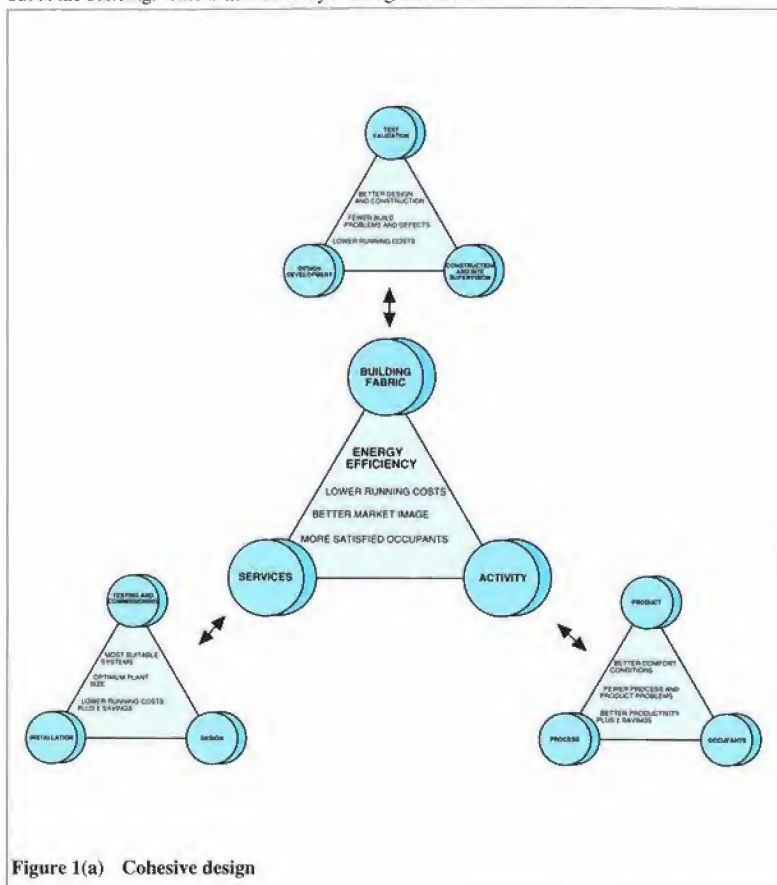 TEST
VALIDATION
BETTER DESIGN
AND CONSTRUCTION
FEWER BUILD
PROBLEMS AND DEFECTS
LOWER RUNNING COSTS
DESIGN
DEVELOPMENT
CONSTRUCTION
AND SITE
SUPERVISION
BUILDING
FABRIC
ENERGY
EFFICIENCY
LOWER RUNNING COSTS
BETTER MARKET IMAGE
MORE SATISFIED OCCUPANTS
SERVICES
ACTIVITY
TESTING AND
COMMISSIONING
MOST SUITABLE
SYSTEMS
OPTIMUM PLANT
SIZE
LOWER RUNNING COSTS
PLUS £ SAVINGS
INSTALLATION
DESIGN
PRODUCT
BETTER COMFORT
CONDITIONS
FEWER PROCESS AND
PRODUCT PROBLEMS
BETTER PRODUCTIVITY
PLUS £ SAVINGS
PROCESS
OCCUPANTS
Figure 1(a) Cohesive design